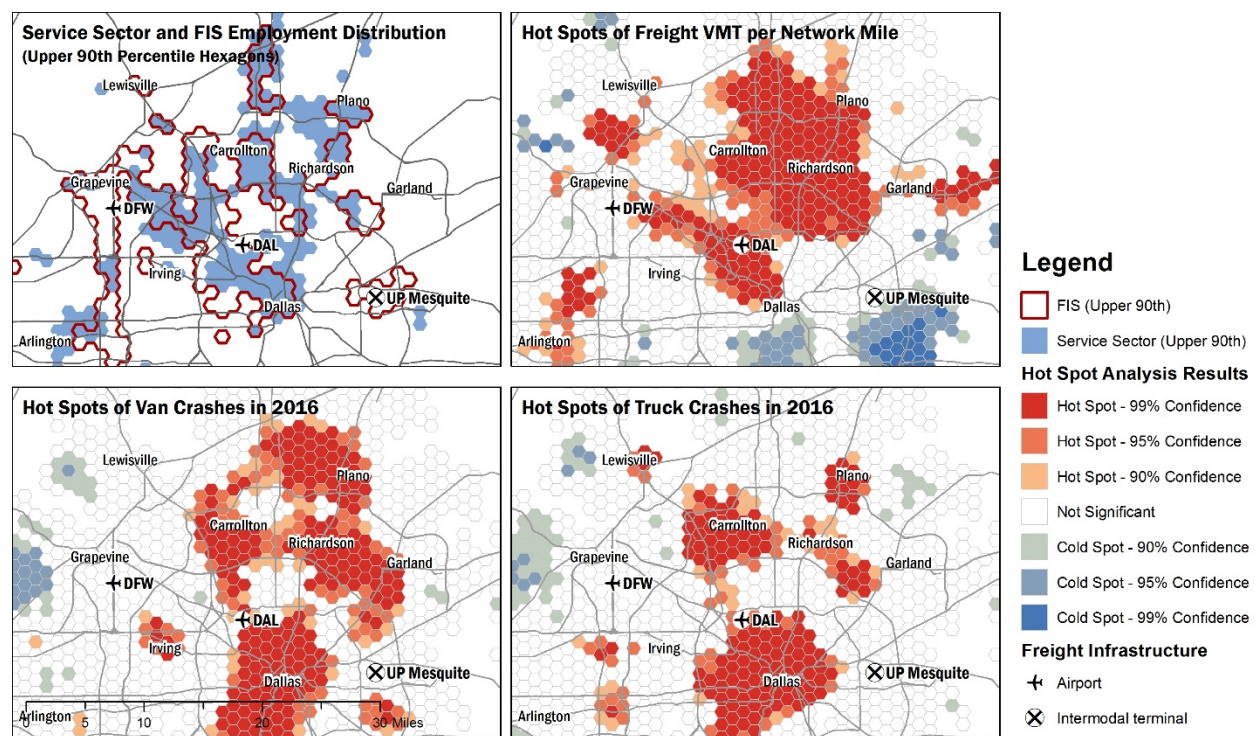 Service Sector and FIS Employment Distribution
(Upper 90th Percentile Hexagons)
Lewisville
Plano
Carrollton
Richardson
Grapevine
Garland
DFW
DAL
Irving
Dallas
UP Mesquite
Arlington
Hot Spots of Freight VMT per Network Mile
Lewisville
Plano
Carrollton
Richardson
Grapevine
Garland
DFW
DAL
Irving
Dallas
UP Mesquite
Arlington
Hot Spots of Van Crashes in 2016
Lewisville
Plano
Carrollton
Richardson
Grapevine
Garland
DFW
DAL
Irving
Dallas
UP Mesquite
Arlington
0 5 10 20 30 Miles
Hot Spots of Truck Crashes in 2016
Lewisville
Plano
Carrollton
Richardson
Grapevine
Garland
DFW
DAL
Irving
Dallas
UP Mesquite
Arlington
Legend
FIS (Upper 90th)
Service Sector (Upper 90th)
Hot Spot Analysis Results
Hot Spot - 99% Confidence
Hot Spot - 95% Confidence
Hot Spot - 90% Confidence
Not Significant
Cold Spot - 90% Confidence
Cold Spot - 95% Confidence
Cold Spot - 99% Confidence
Freight Infrastructure
Airport
Intermodal terminal